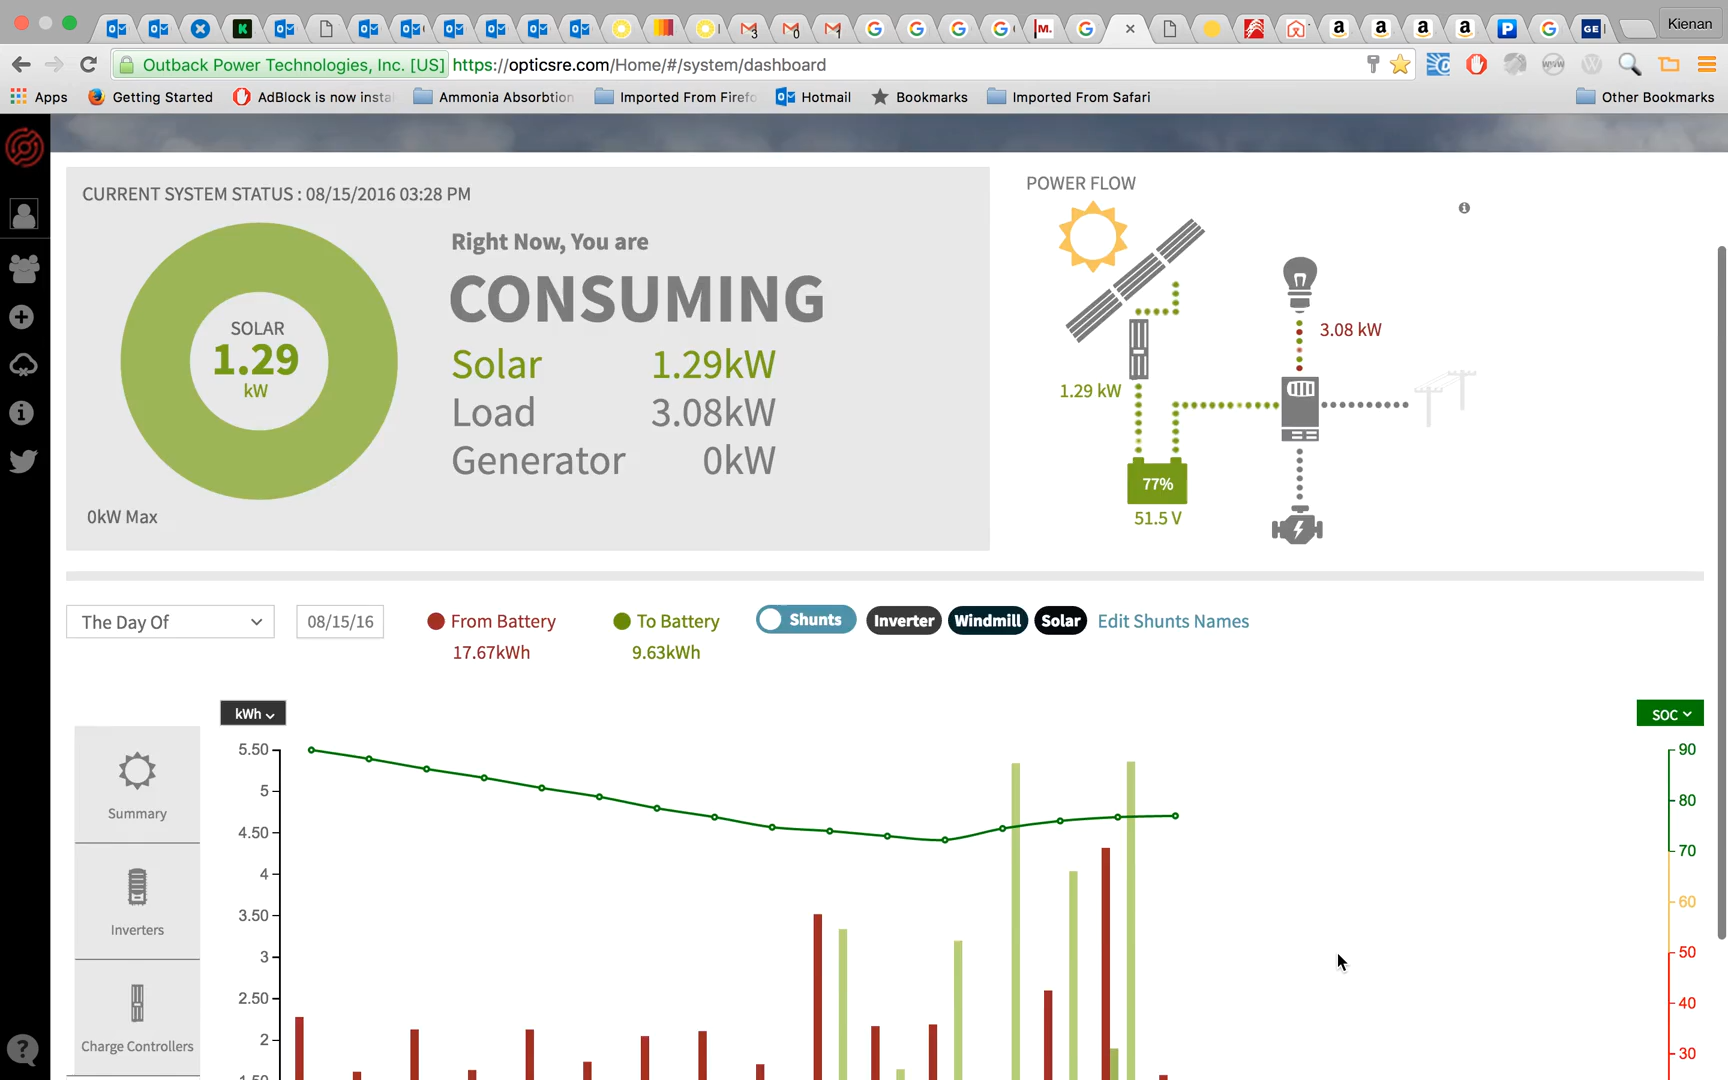 Kienan
Outback Power Technologies, Inc. [US] https://opticsre.com/Home/#/system/dashboard
Apps Getting Started AdBlock is now insta Ammonia Absorbtion Imported From Firefo Hotmail Bookmarks Imported From Safari Other Bookmarks
CURRENT SYSTEM STATUS : 08/15/2016 03:28 PM
Right Now, You are
CONSUMING
SOLAR
1.29
kW
Solar 1.29kW
Load 3.08kW
Generator 0kW
0kW Max
POWER FLOW
3.08 kW
1.29 kW
77%
51.5 V
The Day Of 08/15/16 From Battery To Battery Shunts Inverter Windmill Solar Edit Shunts Names
17.67kWh 9.63kWh
kWh SOC
Summary
Inverters
Charge Controllers
5.50
5
4.50
4
3.50
3
2.50
2
1.50
90
80
70
60
50
40
30